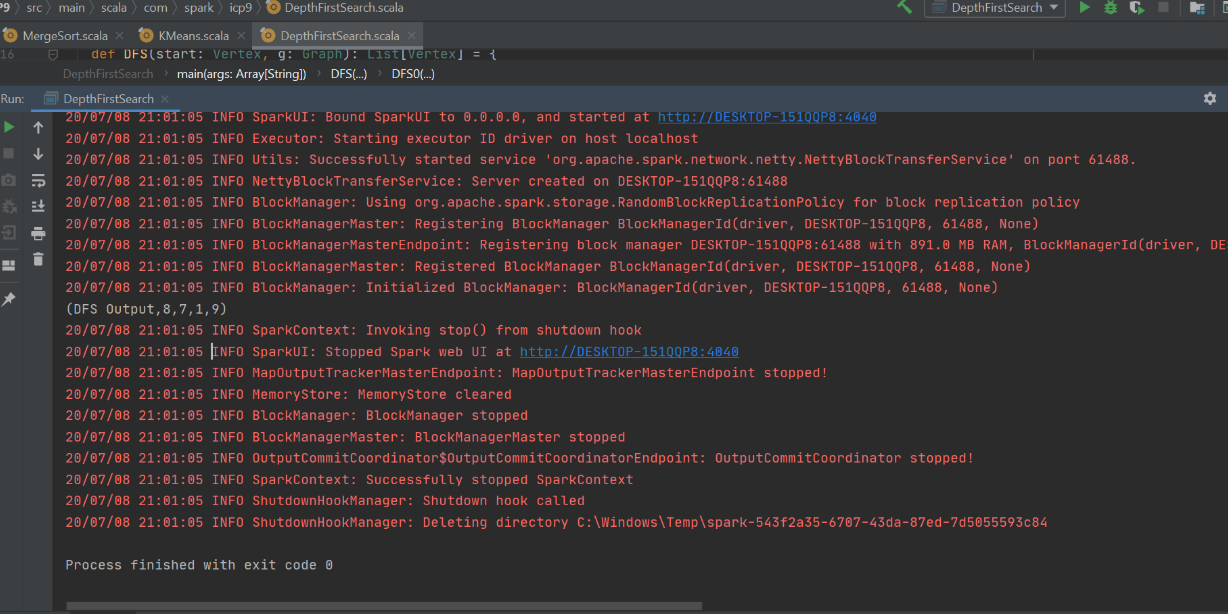 P9 src main scala com spark icp9 DepthFirstSearch.scala DepthFirstSearch
MergeSort.scala KMeans.scala DepthFirstSearch.scala
16 def DFS(start: Vertex, g: Graph): List[Vertex] = {
DepthFirstSearch main(args: Array[String]) DFS(...) DFS0(...)
Run: DepthFirstSearch
20/07/08 21:01:05 INFO SparkUI: Bound SparkUI to 0.0.0.0, and started at http://DESKTOP-151QQP8:4040
20/07/08 21:01:05 INFO Executor: Starting executor ID driver on host localhost
20/07/08 21:01:05 INFO Utils: Successfully started service 'org.apache.spark.network.netty.NettyBlockTransferService' on port 61488.
20/07/08 21:01:05 INFO NettyBlockTransferService: Server created on DESKTOP-151QQP8:61488
20/07/08 21:01:05 INFO BlockManager: Using org.apache.spark.storage.RandomBlockReplicationPolicy for block replication policy
20/07/08 21:01:05 INFO BlockManagerMaster: Registering BlockManager BlockManagerId(driver, DESKTOP-151QQP8, 61488, None)
20/07/08 21:01:05 INFO BlockManagerMasterEndpoint: Registering block manager DESKTOP-151QQP8:61488 with 891.0 MB RAM, BlockManagerId(driver, DE
20/07/08 21:01:05 INFO BlockManagerMaster: Registered BlockManager BlockManagerId(driver, DESKTOP-151QQP8, 61488, None)
20/07/08 21:01:05 INFO BlockManager: Initialized BlockManager: BlockManagerId(driver, DESKTOP-151QQP8, 61488, None)
(DFS Output,8,7,1,9)
20/07/08 21:01:05 INFO SparkContext: Invoking stop() from shutdown hook
20/07/08 21:01:05 INFO SparkUI: Stopped Spark web UI at http://DESKTOP-151QQP8:4040
20/07/08 21:01:05 INFO MapOutputTrackerMasterEndpoint: MapOutputTrackerMasterEndpoint stopped!
20/07/08 21:01:05 INFO MemoryStore: MemoryStore cleared
20/07/08 21:01:05 INFO BlockManager: BlockManager stopped
20/07/08 21:01:05 INFO BlockManagerMaster: BlockManagerMaster stopped
20/07/08 21:01:05 INFO OutputCommitCoordinator$OutputCommitCoordinatorEndpoint: OutputCommitCoordinator stopped!
20/07/08 21:01:05 INFO SparkContext: Successfully stopped SparkContext
20/07/08 21:01:05 INFO ShutdownHookManager: Shutdown hook called
20/07/08 21:01:05 INFO ShutdownHookManager: Deleting directory C:\Windows\Temp\spark-543f2a35-6707-43da-87ed-7d5055593c84
Process finished with exit code 0